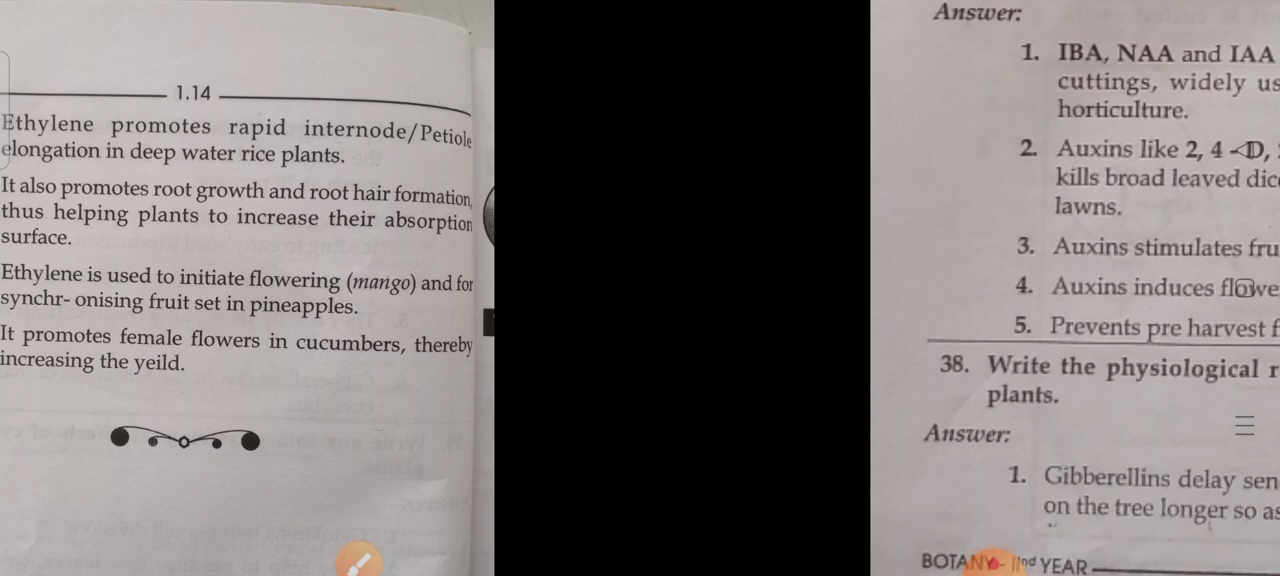 1.14
Ethylene promotes rapid internode/Petiole
elongation in deep water rice plants.
It also promotes root growth and root hair formation,
thus helping plants to increase their absorption
surface.
Ethylene is used to initiate flowering (mango) and for
synchr- onising fruit set in pineapples.
It promotes female flowers in cucumbers, thereby
increasing the yeild.
Answer:
1. IBA, NAA and IAA
cuttings, widely us
horticulture.
2. Auxins like 2, 4 -D,
kills broad leaved dic
lawns.
3. Auxins stimulates fru
4. Auxins induces flowe
5. Prevents pre harvest f
38. Write the physiological r
plants.
Answer:
1. Gibberellins delay sen
on the tree longer so as
BOTANY - IInd YEAR